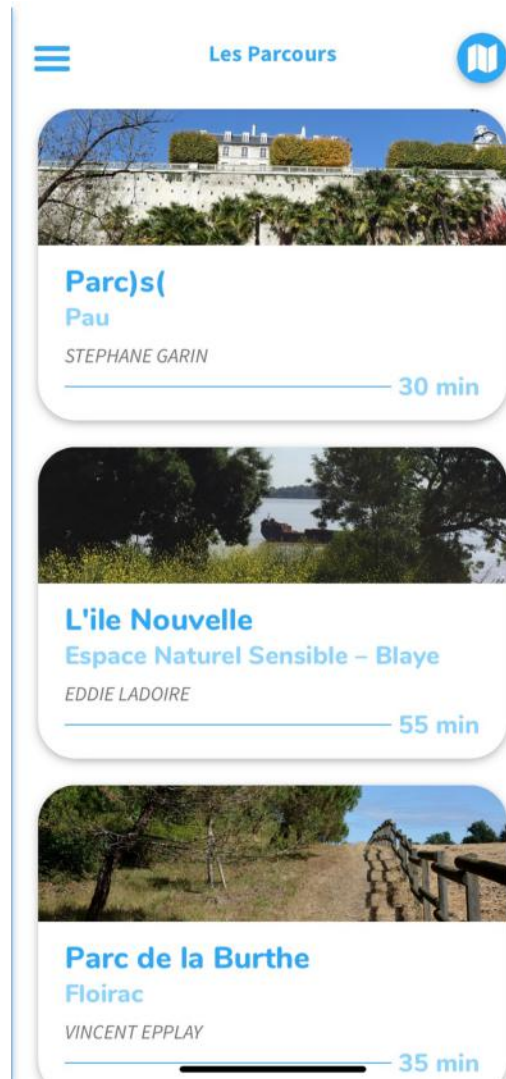 Les Parcours
Parc)s(
Pau
STEPHANE GARIN
30 min
L'ile Nouvelle
Espace Naturel Sensible – Blaye
EDDIE LADOIRE
55 min
Parc de la Burthe
Floirac
VINCENT EPPLAY
35 min